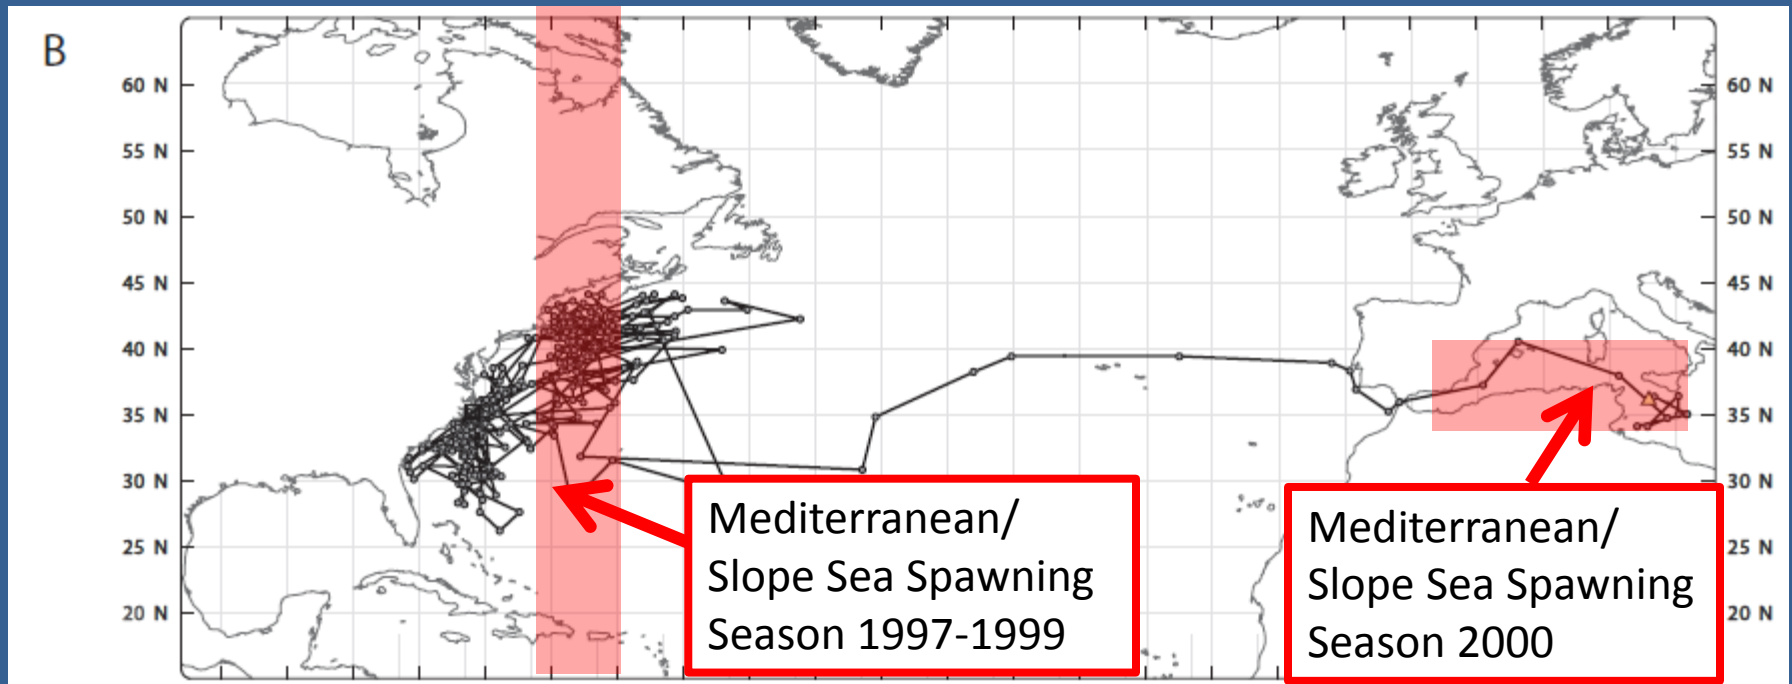 B
60 N
55 N
50 N
45 N
40 N
35 N
30 N
25 N
20 N
60 N
55 N
50 N
45 N
40 N
35 N
30 N
25 N
20 N
Mediterranean/
Slope Sea Spawning
Season 1997-1999
Mediterranean/
Slope Sea Spawning
Season 2000